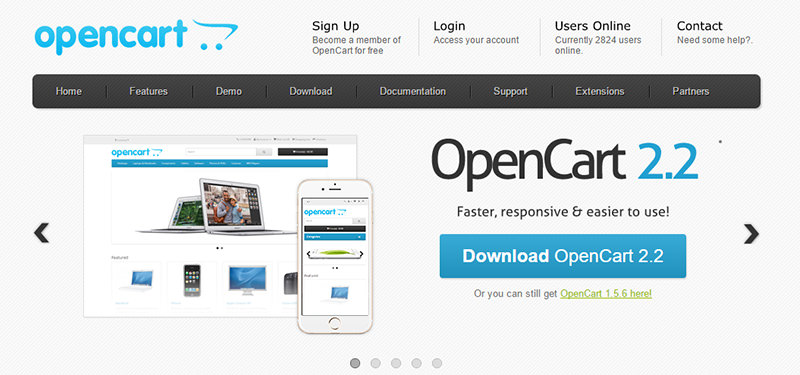 opencart
Sign Up
Become a member of
OpenCart for free
Login
Access your account
Users Online
Currently 2824 users
online.
Contact
Need some help?.
Home
Features
Demo
Download
Documentation
Support
Extensions
Partners
opencart
Featured
opencart
Categories
Featured
OpenCart 2.2
Faster, responsive & easier to use!
Download OpenCart 2.2
Or you can still get OpenCart 1.5.6 here!